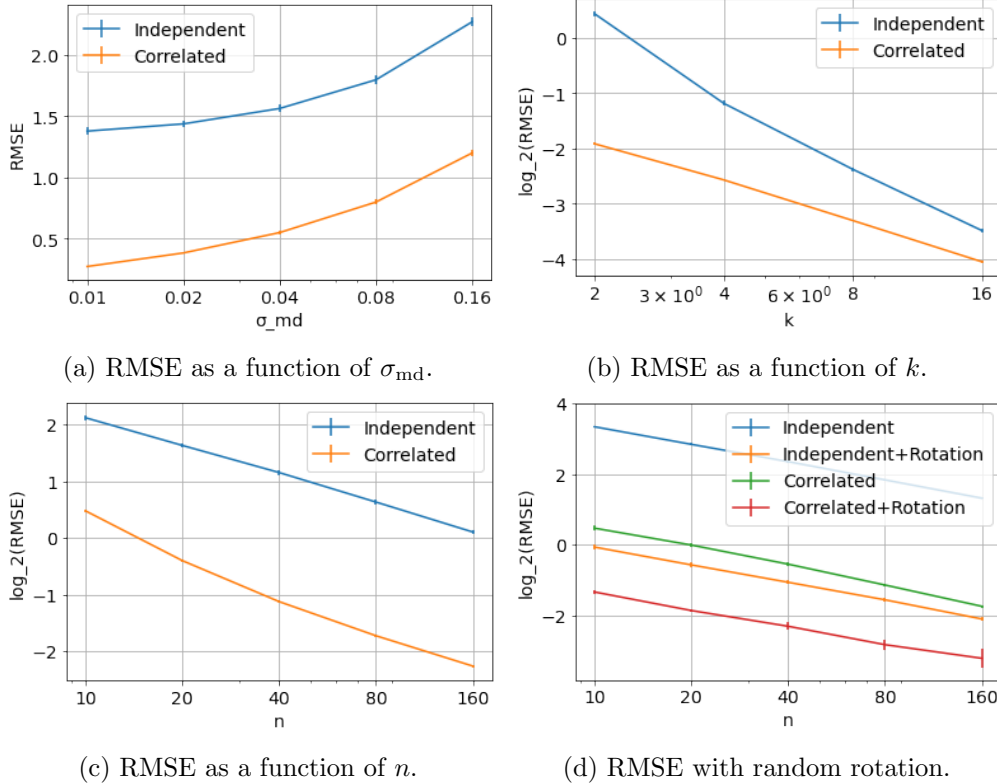 Independent
Correlated
2.0
1.5
1.0
0.5
RMSE
0.01
0.02
0.04
0.08
0.16
σ_md
(a) RMSE as a function of σmd.
Independent
Correlated
0
−1
−2
−3
−4
log_2(RMSE)
2
3 × 10⁰
4
6 × 10⁰
8
16
k
(b) RMSE as a function of k.
Independent
Correlated
2
1
0
−1
−2
log_2(RMSE)
10
20
40
80
160
n
(c) RMSE as a function of n.
Independent
Independent+Rotation
Correlated
Correlated+Rotation
4
2
0
−2
log_2(RMSE)
10
20
40
80
160
n
(d) RMSE with random rotation.